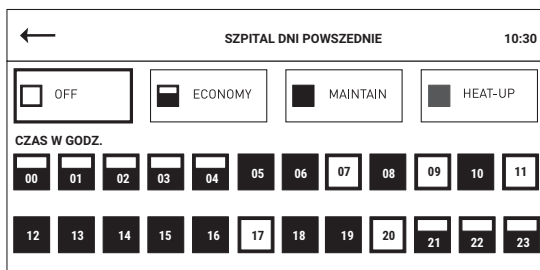 SZPITAL DNI POWSZEDNIE 10:30
OFF ECONOMY MAINTAIN HEAT-UP
CZAS W GODZ.
00 01 02 03 04 05 06 07 08 09 10 11
12 13 14 15 16 17 18 19 20 21 22 23